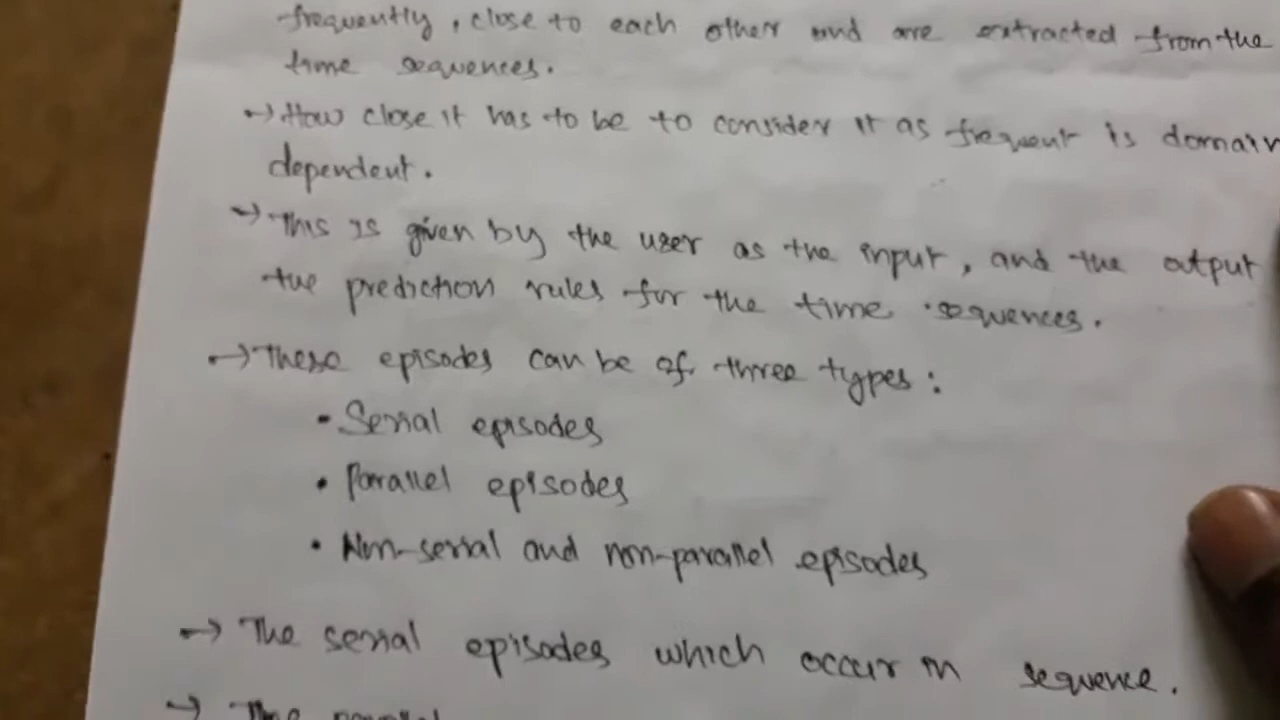 frequently, close to each other and are extracted from the
time sequences.
→ How close it has to be to consider it as frequent is domain
dependent.
→ This is given by the user as the input, and the output
the prediction rules for the time sequences.
→ These episodes can be of three types:
• Serial episodes
• Parallel episodes
• Non-serial and non-parallel episodes
→ The serial episodes which occur in sequence.
→ The parallel